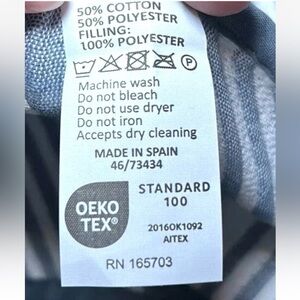 50% COTTON
50% POLYESTER
FILLING:
100% POLYESTER
P
Machine wash
Do not bleach
Do not use dryer
Do not iron
Accepts dry cleaning
MADE IN SPAIN
46/73434
OEKO
TEX®
STANDARD
100
2016OK1092
AITEX
RN 165703